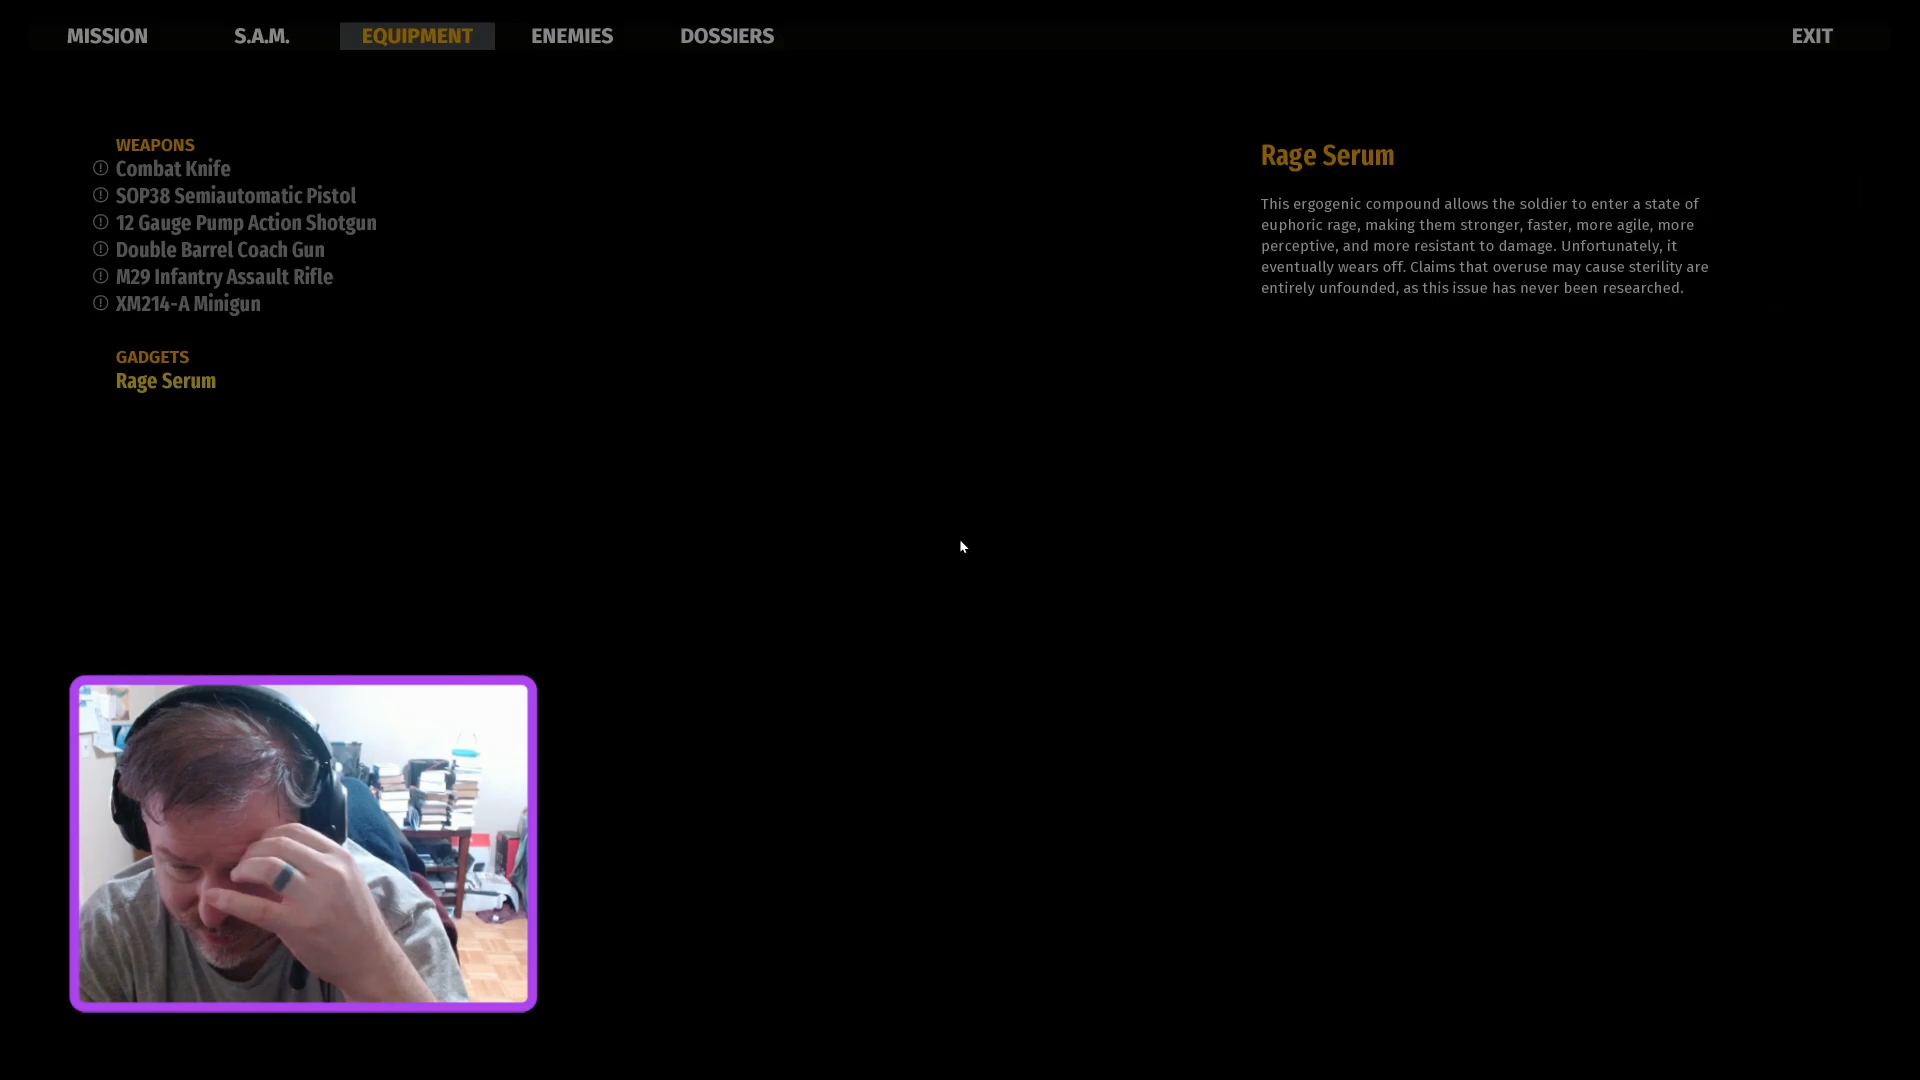 MISSION S.A.M. EQUIPMENT ENEMIES DOSSIERS EXIT
WEAPONS
Combat Knife
SOP38 Semiautomatic Pistol
12 Gauge Pump Action Shotgun
Double Barrel Coach Gun
M29 Infantry Assault Rifle
XM214-A Minigun
GADGETS
Rage Serum
Rage Serum
This ergogenic compound allows the soldier to enter a state of
euphoric rage, making them stronger, faster, more agile, more
perceptive, and more resistant to damage. Unfortunately, it
eventually wears off. Claims that overuse may cause sterility are
entirely unfounded, as this issue has never been researched.